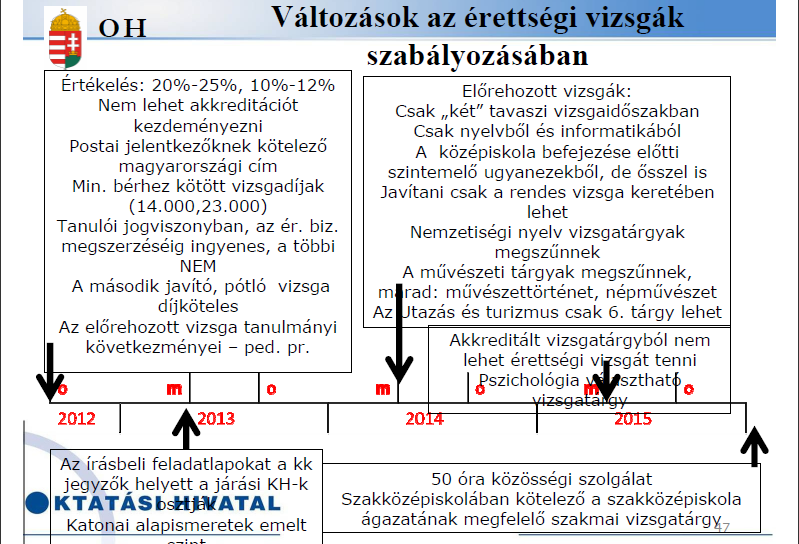 OH
Változások az érettségi vizsgák
szabályozásában
Értékelés: 20%-25%, 10%-12%
Nem lehet akkreditációt
kezdeményezni
Postai jelentkezőknek kötelező
magyarországi cím
Min. bérhez kötött vizsgadíjak
(14.000,23.000)
Tanulói jogviszonyban, az ér. biz.
megszerzéséig ingyenes, a többi
NEM
A második javító, pótló vizsga
díjköteles
Az előrehozott vizsga tanulmányi
következményei – ped. pr.
Előrehozott vizsgák:
Csak „két” tavaszi vizsgaidőszakban
Csak nyelvből és informatikából
A középiskola befejezése előtti
szintemelő ugyanezekből, de ősszel is
Javítani csak a rendes vizsga keretében
lehet
Nemzetiségi nyelv vizsgatárgyak
megszűnnek
A művészeti tárgyak megszűnnek,
marad: művészettörténet, népművészet
Az Utazás és turizmus csak 6. tárgy lehet
Akkreditált vizsgatárgyból nem
lehet érettségi vizsgát tenni
Pszichológia választható
vizsgatárgy
o m o m o m o
2012 2013 2014 2015
Az írásbeli feladatlapokat a kk
jegyzők helyett a járási KH-k
osztják
Katonai alapismeretek emelt
szint
KTATÁSI HIVATAL
50 óra közösségi szolgálat
Szakközépiskolában kötelező a szakközépiskola
ágazatának megfelelő szakmai vizsgatárgy
47